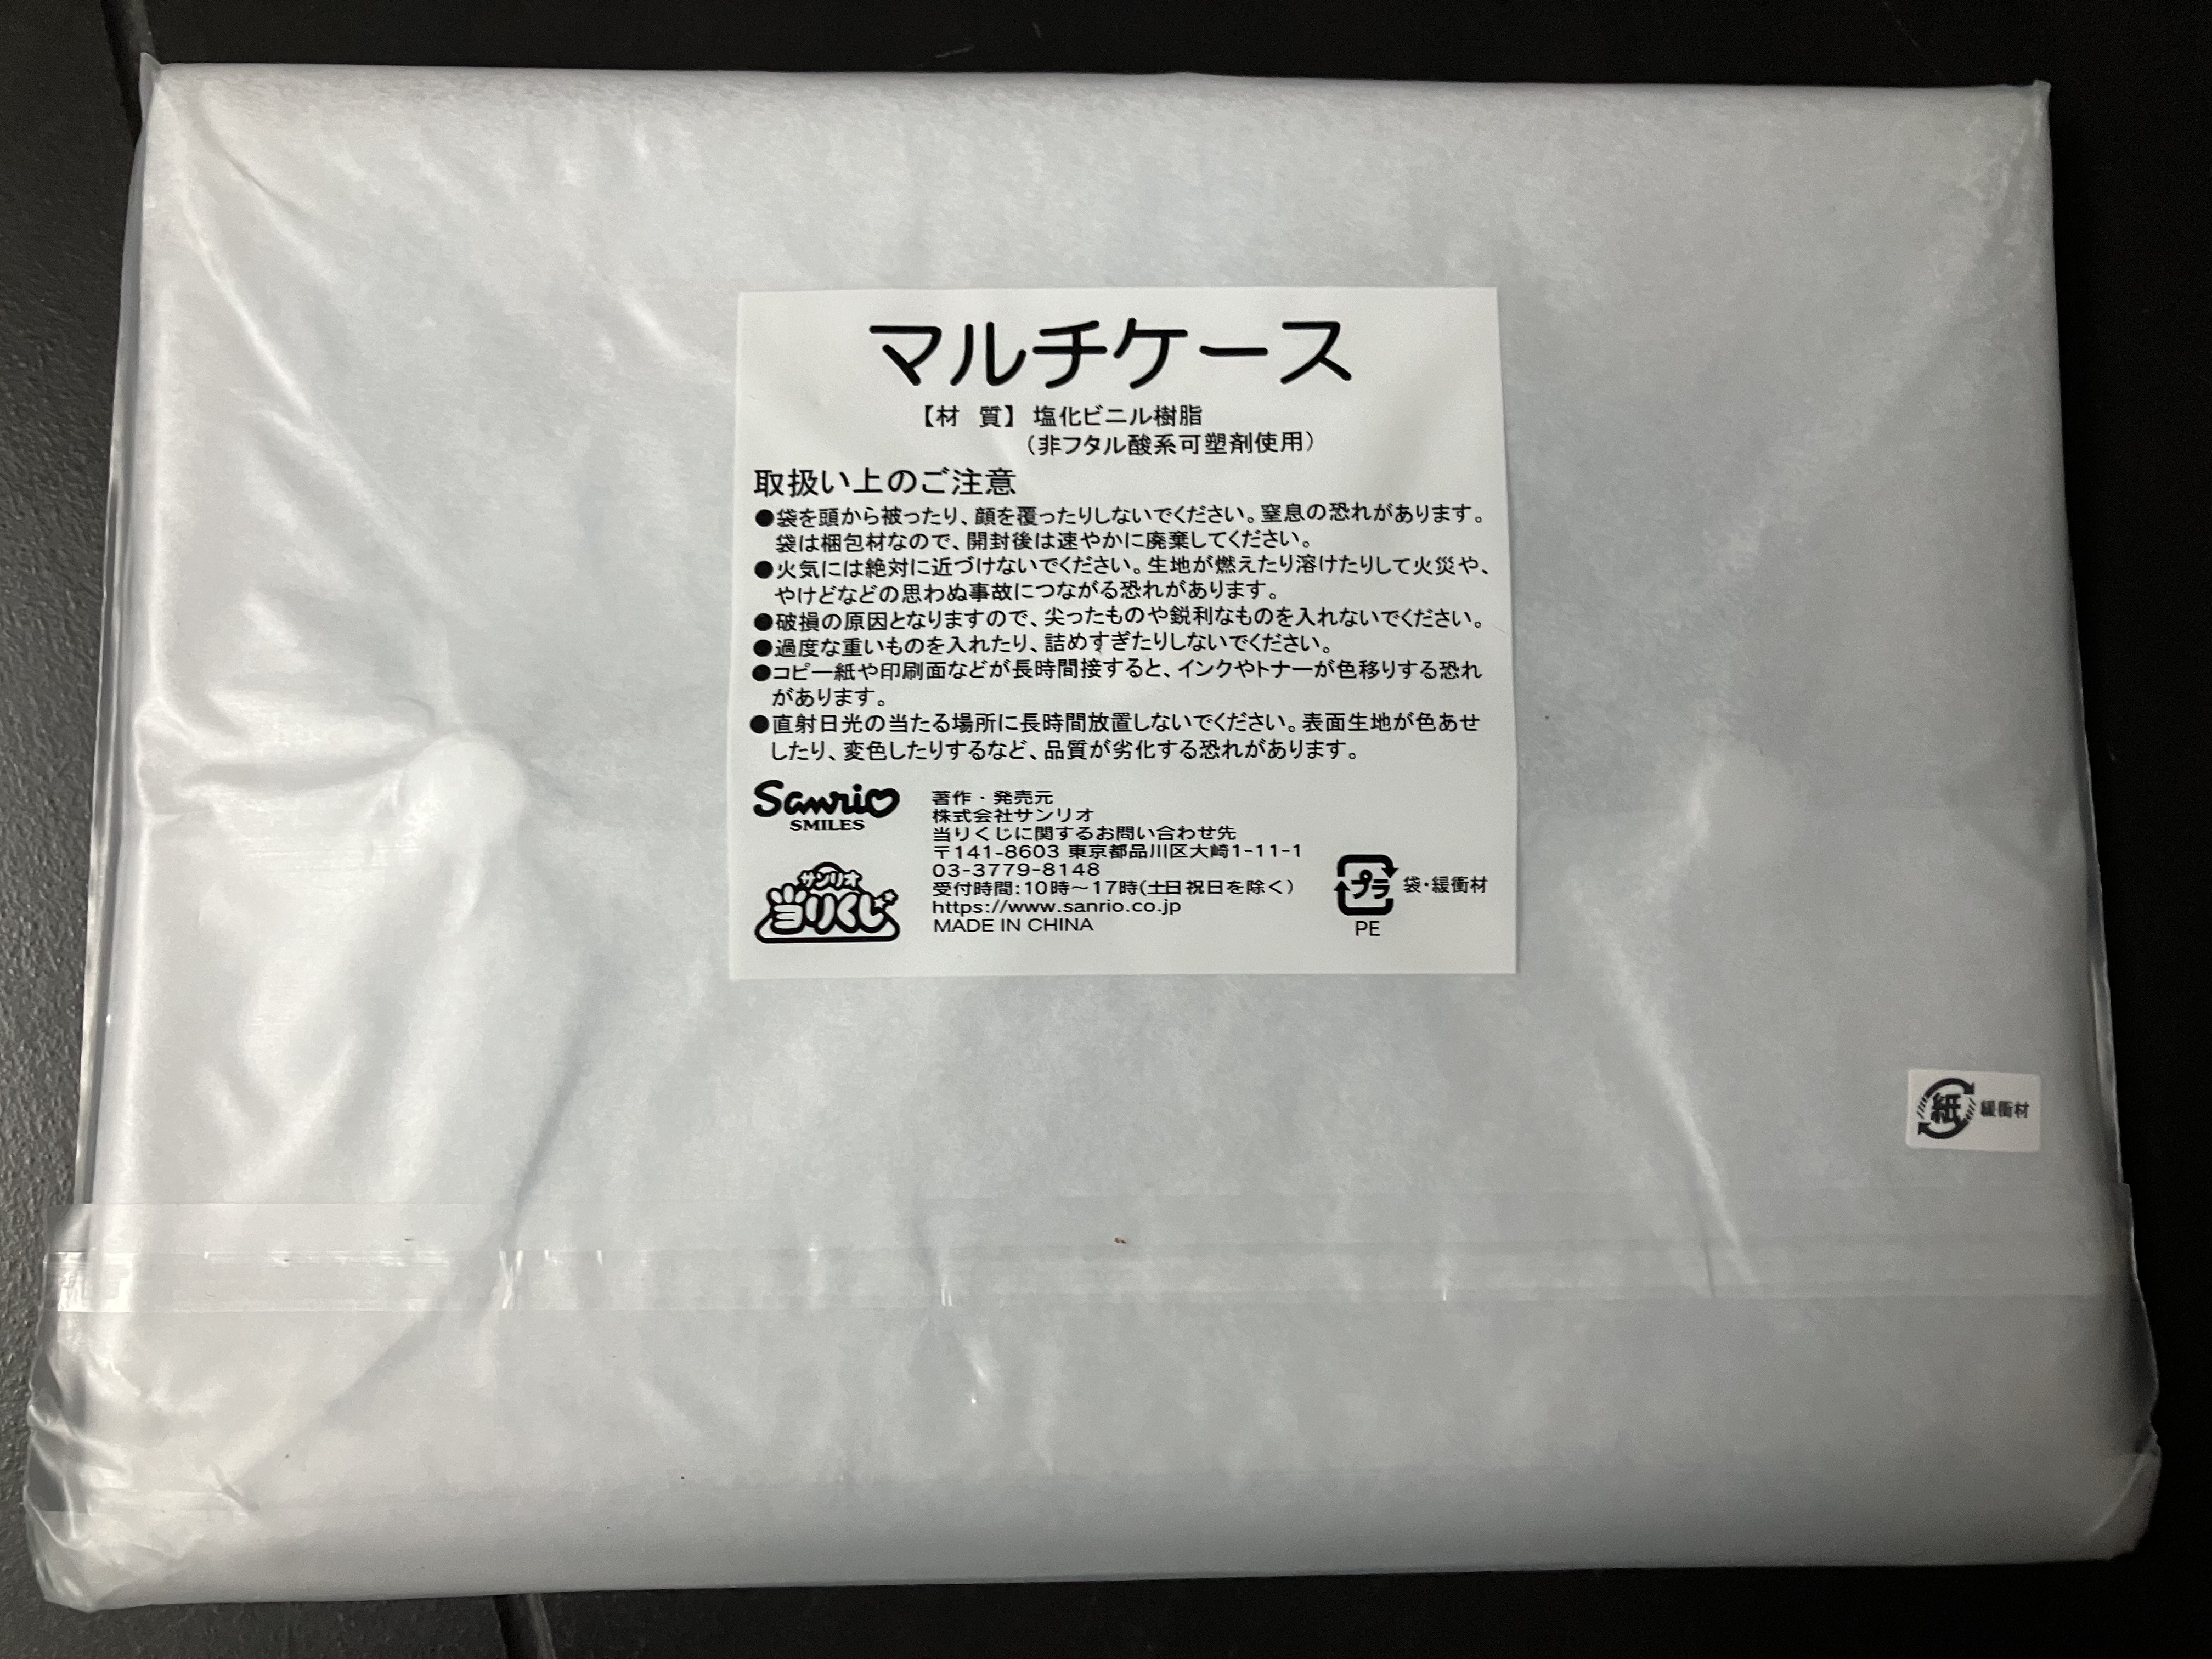 マルチケース
【材 質】 塩化ビニル樹脂
（非フタル酸系可塑剤使用）
取扱い上のご注意
●袋を頭から被ったり、顔を覆ったりしないでください。窒息の恐れがあります。
袋は梱包材なので、開封後は速やかに廃棄してください。
●火気には絶対に近づけないでください。生地が燃えたり溶けたりして火災や、
やけどなどの思わぬ事故につながる恐れがあります。
●破損の原因となりますので、尖ったものや鋭利なものを入れないでください。
●過度な重いものを入れたり、詰めすぎたりしないでください。
●コピー紙や印刷面などが長時間接すると、インクやトナーが色移りする恐れ
があります。
●直射日光の当たる場所に長時間放置しないでください。表面生地が色あせ
したり、変色したりするなど、品質が劣化する恐れがあります。
Sanrio
SMILES
サンリオ
当りくじ
著作・発売元
株式会社サンリオ
当りくじに関するお問い合わせ先
〒141-8603 東京都品川区大崎1-11-1
03-3779-8148
受付時間:10時～17時(土日祝日を除く)
https://www.sanrio.co.jp
MADE IN CHINA
プラ 袋・緩衝材
PE
紙 緩衝材